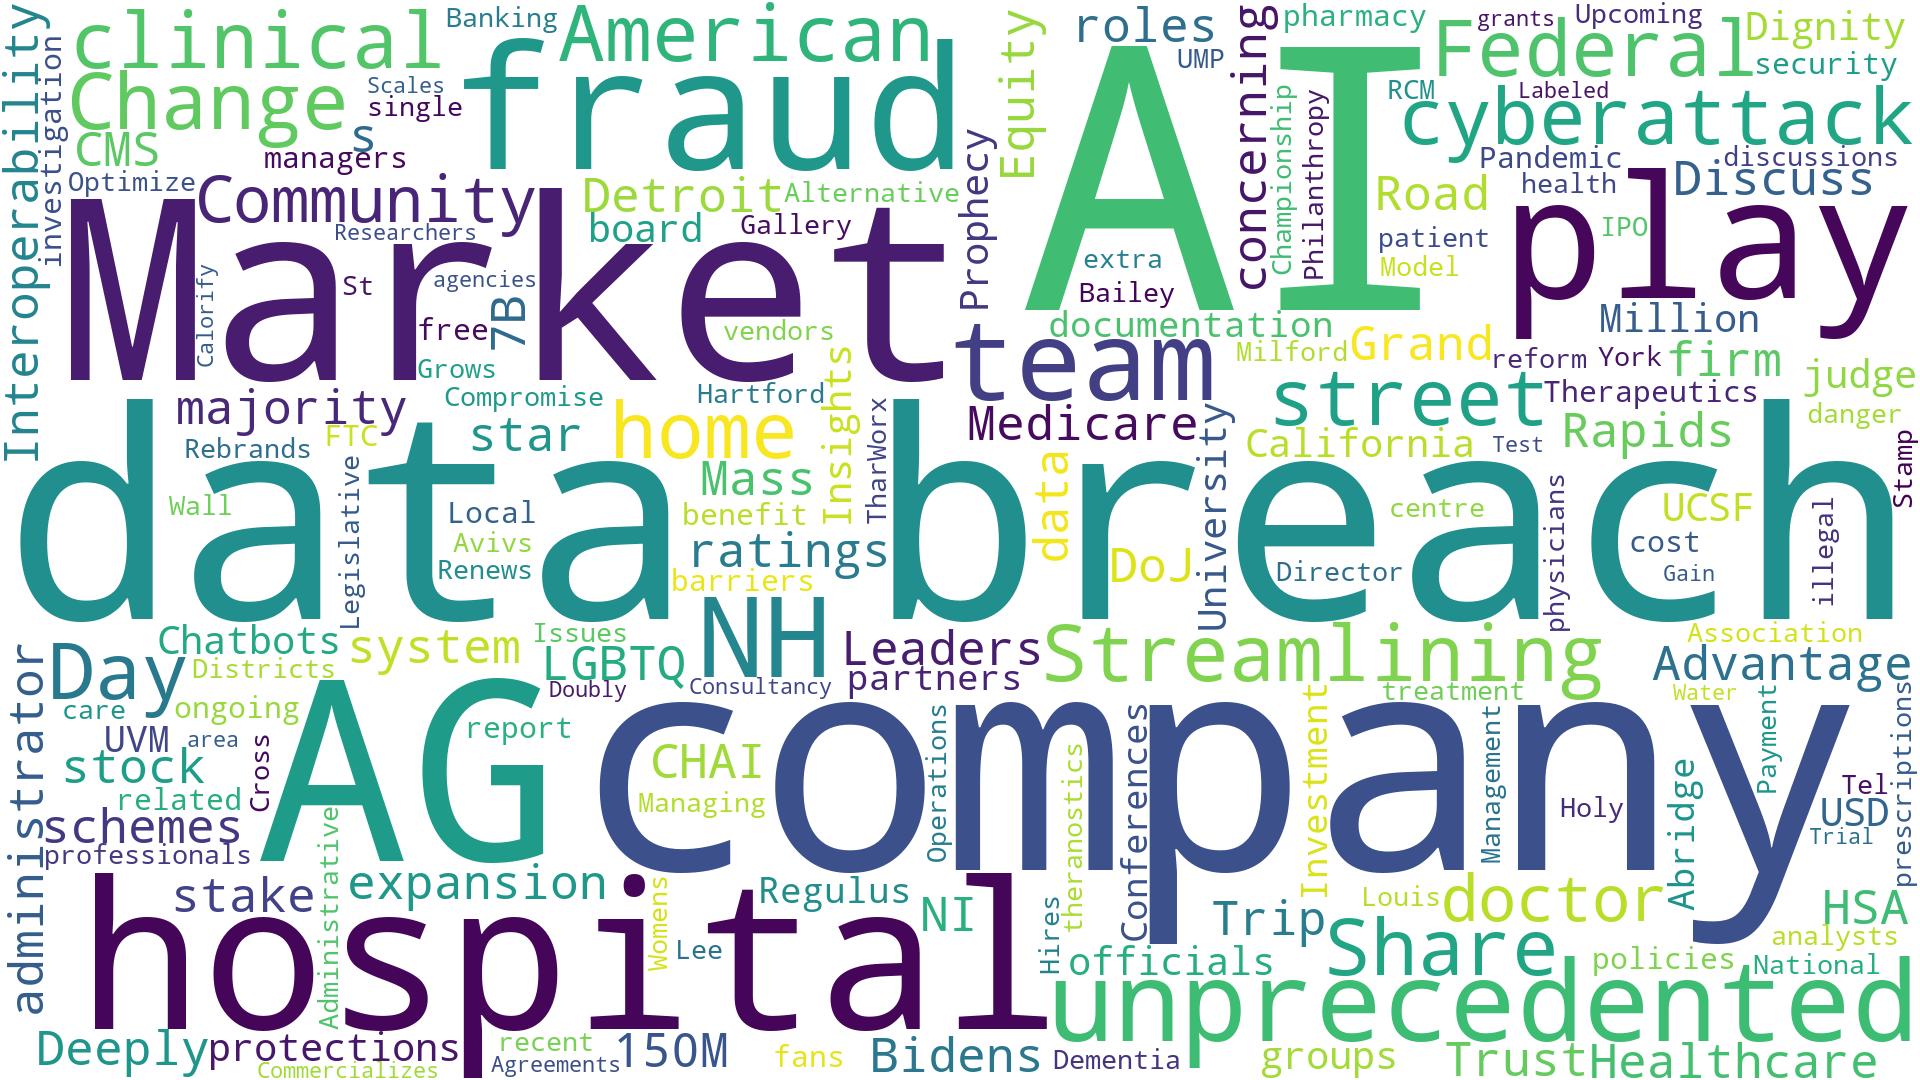 Interoperability
investigation
clinical
Banking
American
roles
UMP
concerning
pharmacy
grants
Upcoming
Dignity
Federal
security
Change
Scales
single
s
fraud
Equity
AI
Championship
Philanthropy
RCM
Labeled
cyberattack
CMS
managers
Optimize
Community
Detroit
Alternative
Prophecy
Road
Pandemic
discussions
health
Discuss
play
Market
Researchers
board
Gallery
patient
IPO
Model
extra
Bailey
Calorify
St
agencies
free
7B
vendors
team
documentation
Million
Milford
Grand
reform
York
firm
judge
Grows
Compromise
Hartford
Insights
street
Therapeutics
danger
majority
star
home
TharWorx
Medicare
University
California
Test
Rapids
Stamp
Rebrands
FTC
data breach
Wall
Legislative
Local
Mass
benefit
data
centre
physicians
UCSF
illegal
Avivs
ratings
DoJ
Director
cost
Renews
barriers
Gain
administrator
Day
Chatbots
Districts
system
Issues
LGBTQ
Doubly
NH
Consultancy
Leaders
partners
Streamlining
Association
Advantage
treatment
Water
care
ongoing
UVM
area
Cross
AG
report
company
CHAI
Managing
Operations
theranostics
Conferences
Investment
Management
Holy
Abridge
Payment
Tel
USD
Trial
prescriptions
stock
related
schemes
professionals
Administrative
stake
expansion
hospital
Womens
Lee
Regulus
NI
Hires
Trip
Louis
doctor
HSA
analysts
officials
Share
policies
National
unprecedented
Deeply
protections
Commercializes
recent
Agreements
150M
fans
Bidens
Dementia
groups
Trust
Healthcare